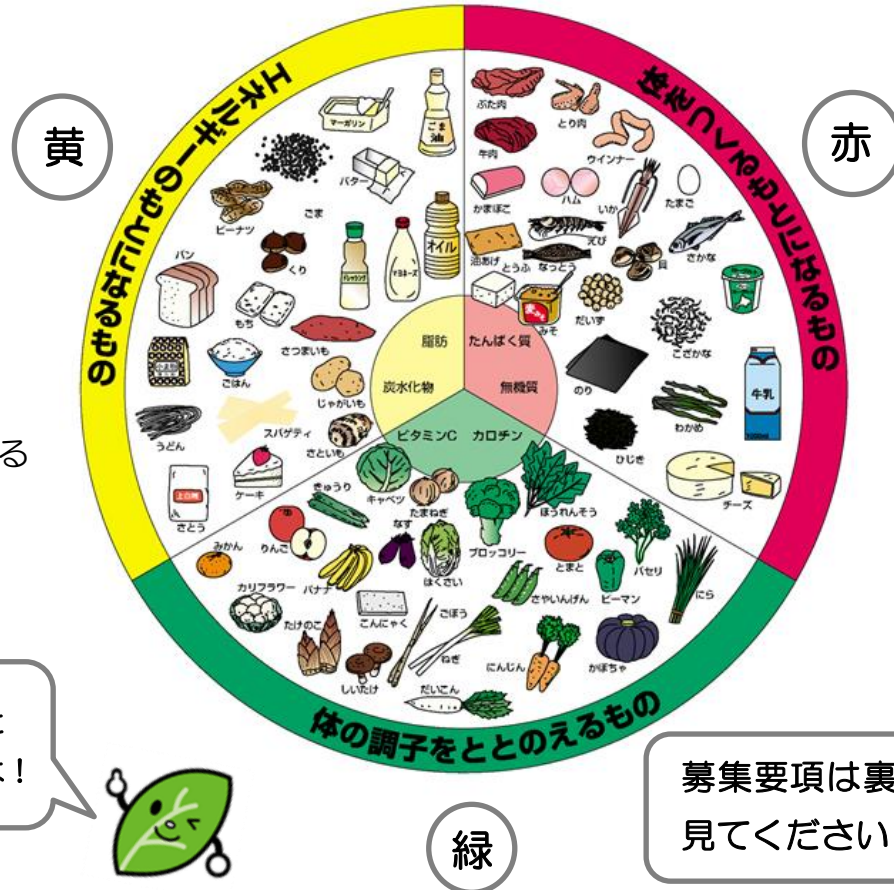 黄
赤
緑
エネルギーのもとになるもの
体をつくるもとになるもの
体の調子をととのえるもの
脂肪
炭水化物
たんぱく質
無機質
ビタミンC
カロチン
マーガリン
ごま油
バター
ピーナツ
ごま
くり
ドレッシング
マヨネーズ
オイル
パン
もち
さつまいも
小麦粉
ごはん
じゃがいも
うどん
スパゲティ
さといも
上白糖
さとう
ケーキ
ぶた肉
とり肉
牛肉
ウインナー
かまぼこ
ハム
いか
たまご
油あげ
とうふ
なっとう
えび
貝
さかな
みそ
だいず
こざかな
のり
わかめ
牛乳
ひじき
チーズ
きゅうり
キャベツ
たまねぎ
なす
ブロッコリー
ほうれんそう
みかん
りんご
はくさい
とまと
パセリ
カリフラワー
バナナ
こんにゃく
ごぼう
さやいんげん
ピーマン
にら
たけのこ
しいたけ
ねぎ
だいこん
にんじん
かぼちゃ
る
は！
募集要項は裏
見てください